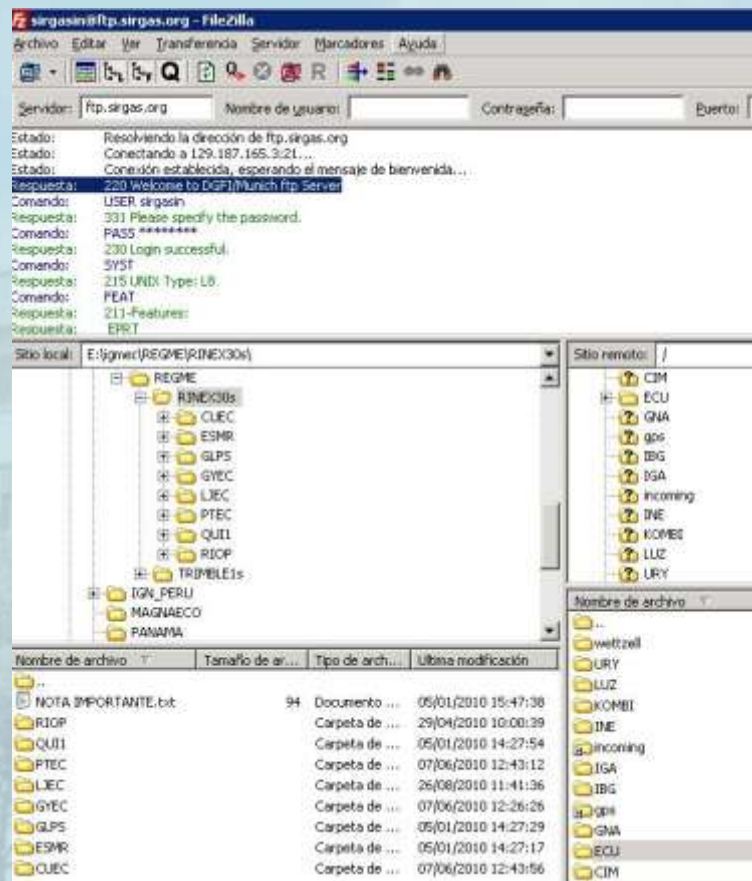 sirgasin@ftp.sirgas.org - FileZilla
Archivo Editar Ver Transferencia Servidor Marcadores Ayuda
Servidor: ftp.sirgas.org Nombre de usuario: Contraseña: Puerto:
Estado: Resolviendo la dirección de ftp.sirgas.org
Estado: Conectando a 129.187.165.3:21...
Estado: Conexión establecida, esperando el mensaje de bienvenida...
Respuesta: 220 Welcome to DGFI/Munich ftp Server
Comando: USER sirgasin
Respuesta: 331 Please specify the password.
Comando: PASS ********
Respuesta: 230 Login successful.
Comando: SYST
Respuesta: 215 UNIX Type: L8
Comando: FEAT
Respuesta: 211-Features:
Respuesta: EPRT
Sitio local: E:\igmec\REGME\RINEX30s\
REGME
RINEX30s
CUEC
ESMR
GLPS
GYEC
LJEC
PTEC
QUI1
RIOP
TRIMBLE1s
IGN_PERU
MAGNAECO
PANAMA
Sitio remoto: /
CIM
ECU
GNA
gps
IBG
IGA
incoming
INE
KOMBI
LUZ
URY
Nombre de archivo Tamaño de ar... Tipo de arch... Ultima modificación
..
NOTA IMPORTANTE.txt 94 Documento ... 05/01/2010 15:47:38
RIOP Carpeta de ... 29/04/2010 10:00:39
QUI1 Carpeta de ... 05/01/2010 14:27:54
PTEC Carpeta de ... 07/06/2010 12:43:12
LJEC Carpeta de ... 26/08/2010 11:41:36
GYEC Carpeta de ... 07/06/2010 12:26:26
GLPS Carpeta de ... 05/01/2010 14:27:29
ESMR Carpeta de ... 05/01/2010 14:27:17
CUEC Carpeta de ... 07/06/2010 12:43:56
Nombre de archivo
..
wettzell
URY
LUZ
KOMBI
INE
incoming
IGA
IBG
gps
GNA
ECU
CIM